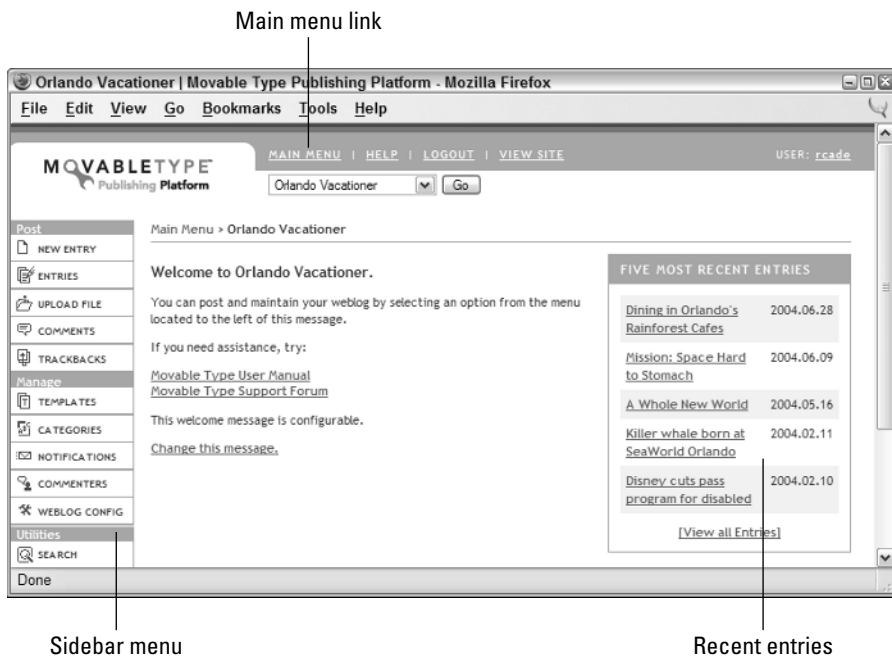 Main menu link
Orlando Vacationer | Movable Type Publishing Platform - Mozilla Firefox
File Edit View Go Bookmarks Tools Help
MOVABLETYPE
Publishing Platform
MAIN MENU | HELP | LOGOUT | VIEW SITE
USER: rcade
Orlando Vacationer Go
Main Menu > Orlando Vacationer
Post
NEW ENTRY
ENTRIES
UPLOAD FILE
COMMENTS
TRACKBACKS
Manage
TEMPLATES
CATEGORIES
NOTIFICATIONS
COMMENTERS
WEBLOG CONFIG
Utilities
SEARCH
Welcome to Orlando Vacationer.
You can post and maintain your weblog by selecting an option from the menu
located to the left of this message.
If you need assistance, try:
Movable Type User Manual
Movable Type Support Forum
This welcome message is configurable.
Change this message.
FIVE MOST RECENT ENTRIES
Dining in Orlando's 2004.06.28
Rainforest Cafes
Mission: Space Hard 2004.06.09
to Stomach
A Whole New World 2004.05.16
Killer whale born at 2004.02.11
SeaWorld Orlando
Disney cuts pass 2004.02.10
program for disabled
[View all Entries]
Done
Sidebar menu
Recent entries